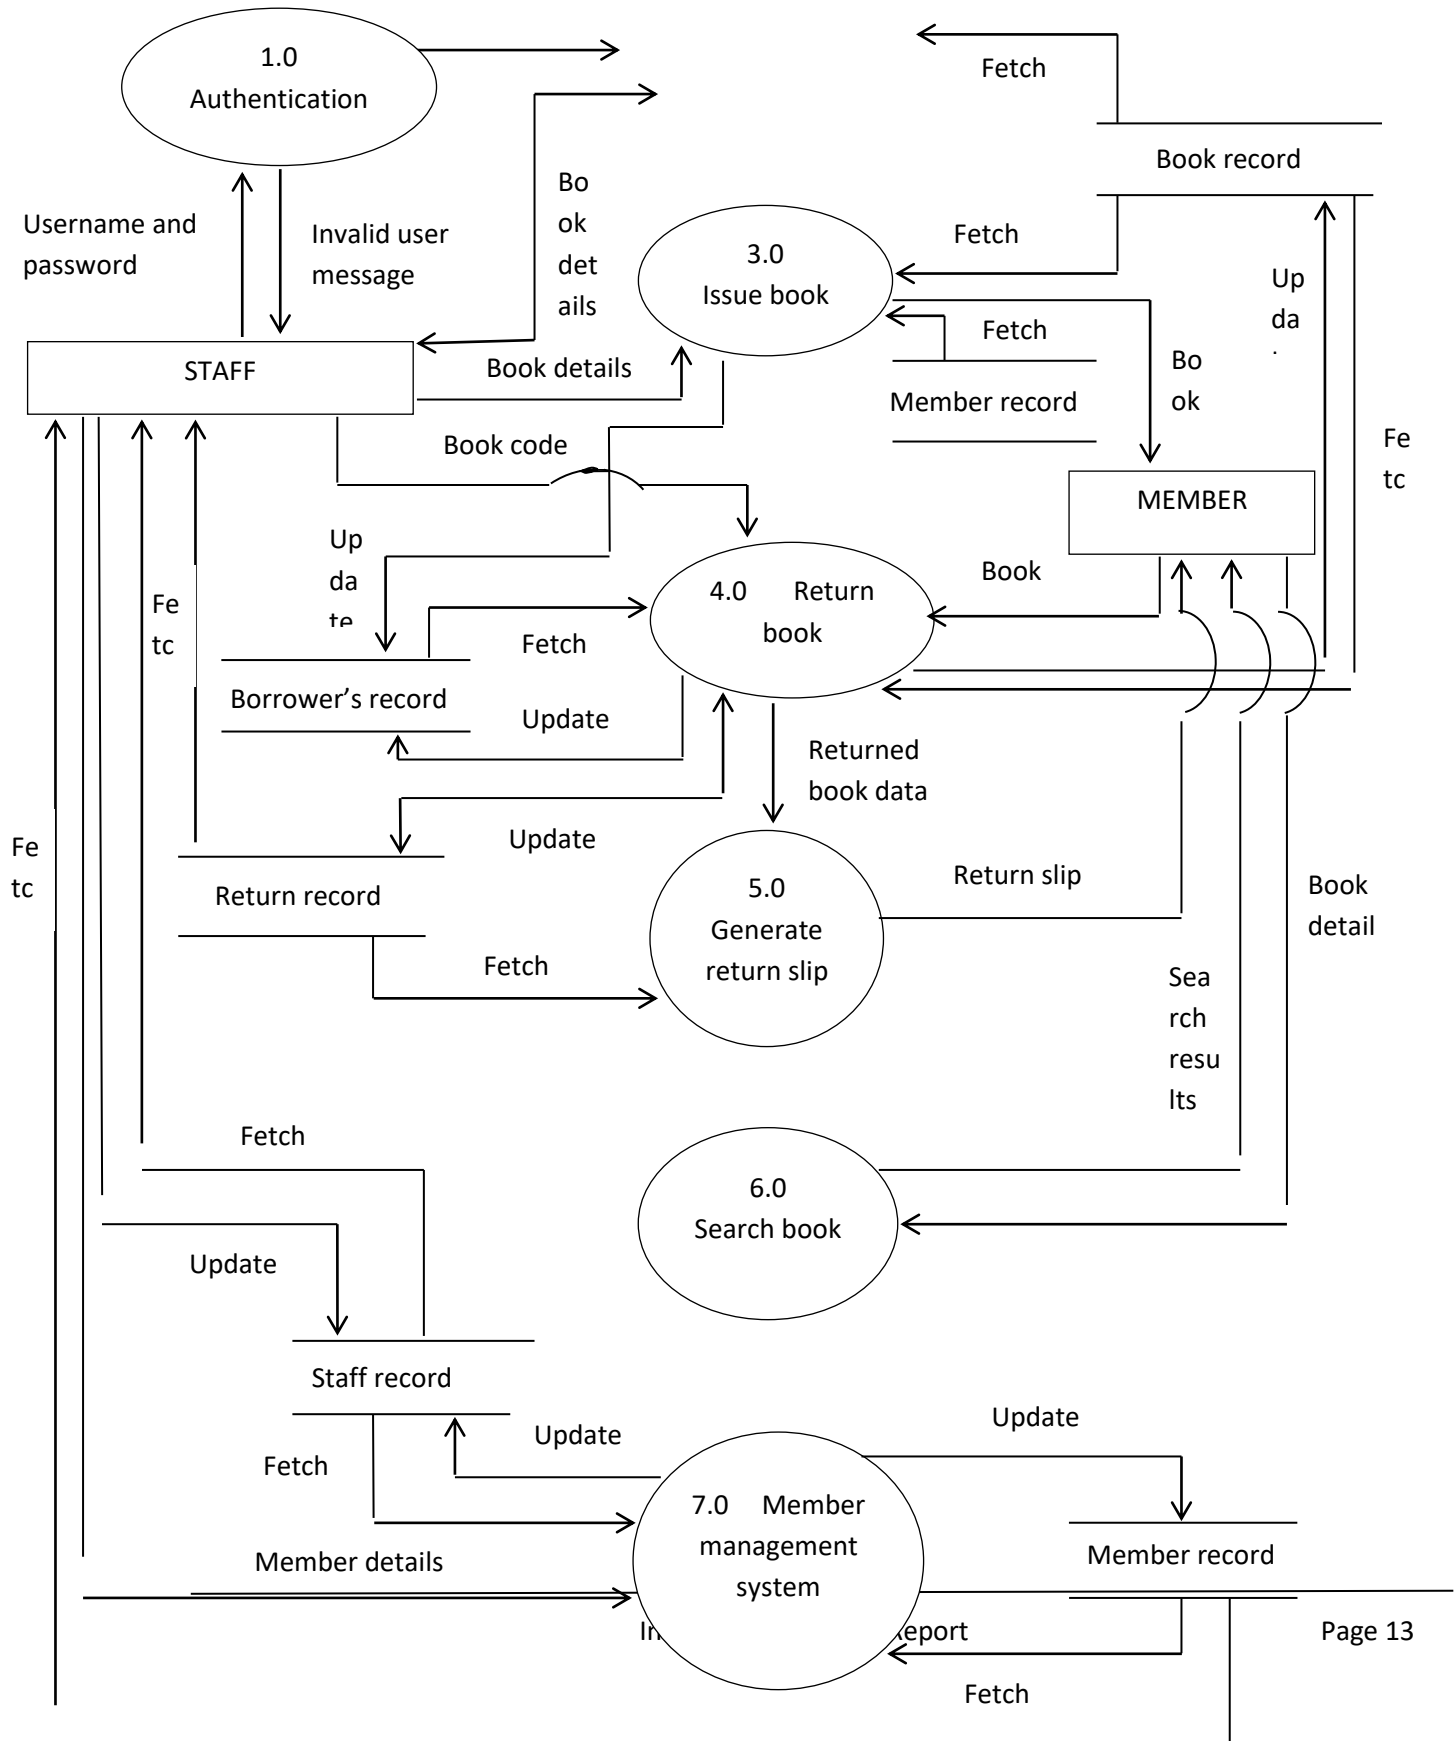 1.0
Authentication
Fetch
Book record
Bo
ok
det
ails
Username and
password
Invalid user
message
3.0
Issue book
Fetch
Up
da
Fetch
STAFF
Book details
Bo
ok
Member record
Book code
Fe
tc
MEMBER
Up
da
te
4.0 Return
book
Book
Fe
tc
Fetch
Borrower’s record
Update
Returned
book data
Update
Fe
tc
Return record
5.0
Generate
return slip
Return slip
Book
detail
Fetch
Sea
rch
resu
lts
Fetch
6.0
Search book
Update
Staff record
Update
Update
Fetch
7.0 Member
management
system
Member details
Member record
In
eport
Page 13
Fetch